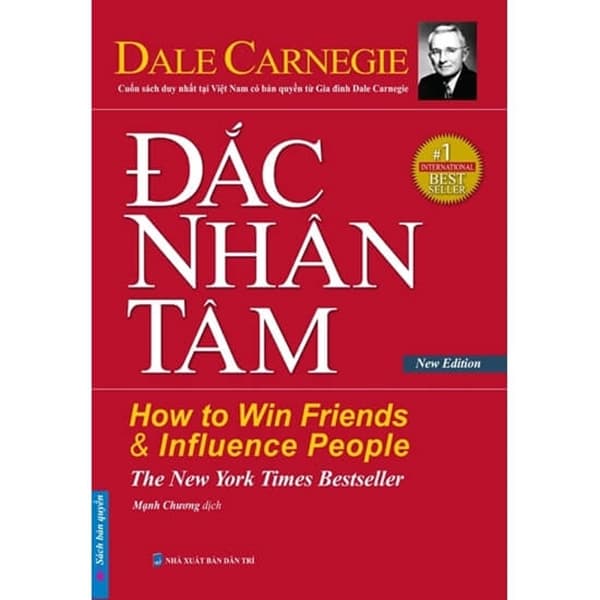 DALE CARNEGIE
Cuốn sách duy nhất tại Việt Nam có bản quyền từ Gia đình Dale Carnegie
#1
INTERNATIONAL
BEST
SELLER
ĐẮC
NHÂN
TÂM
New Edition
How to Win Friends
& Influence People
The New York Times Bestseller
Mạnh Chương dịch
Sách bản quyền
NHÀ XUẤT BẢN DÂN TRÍ